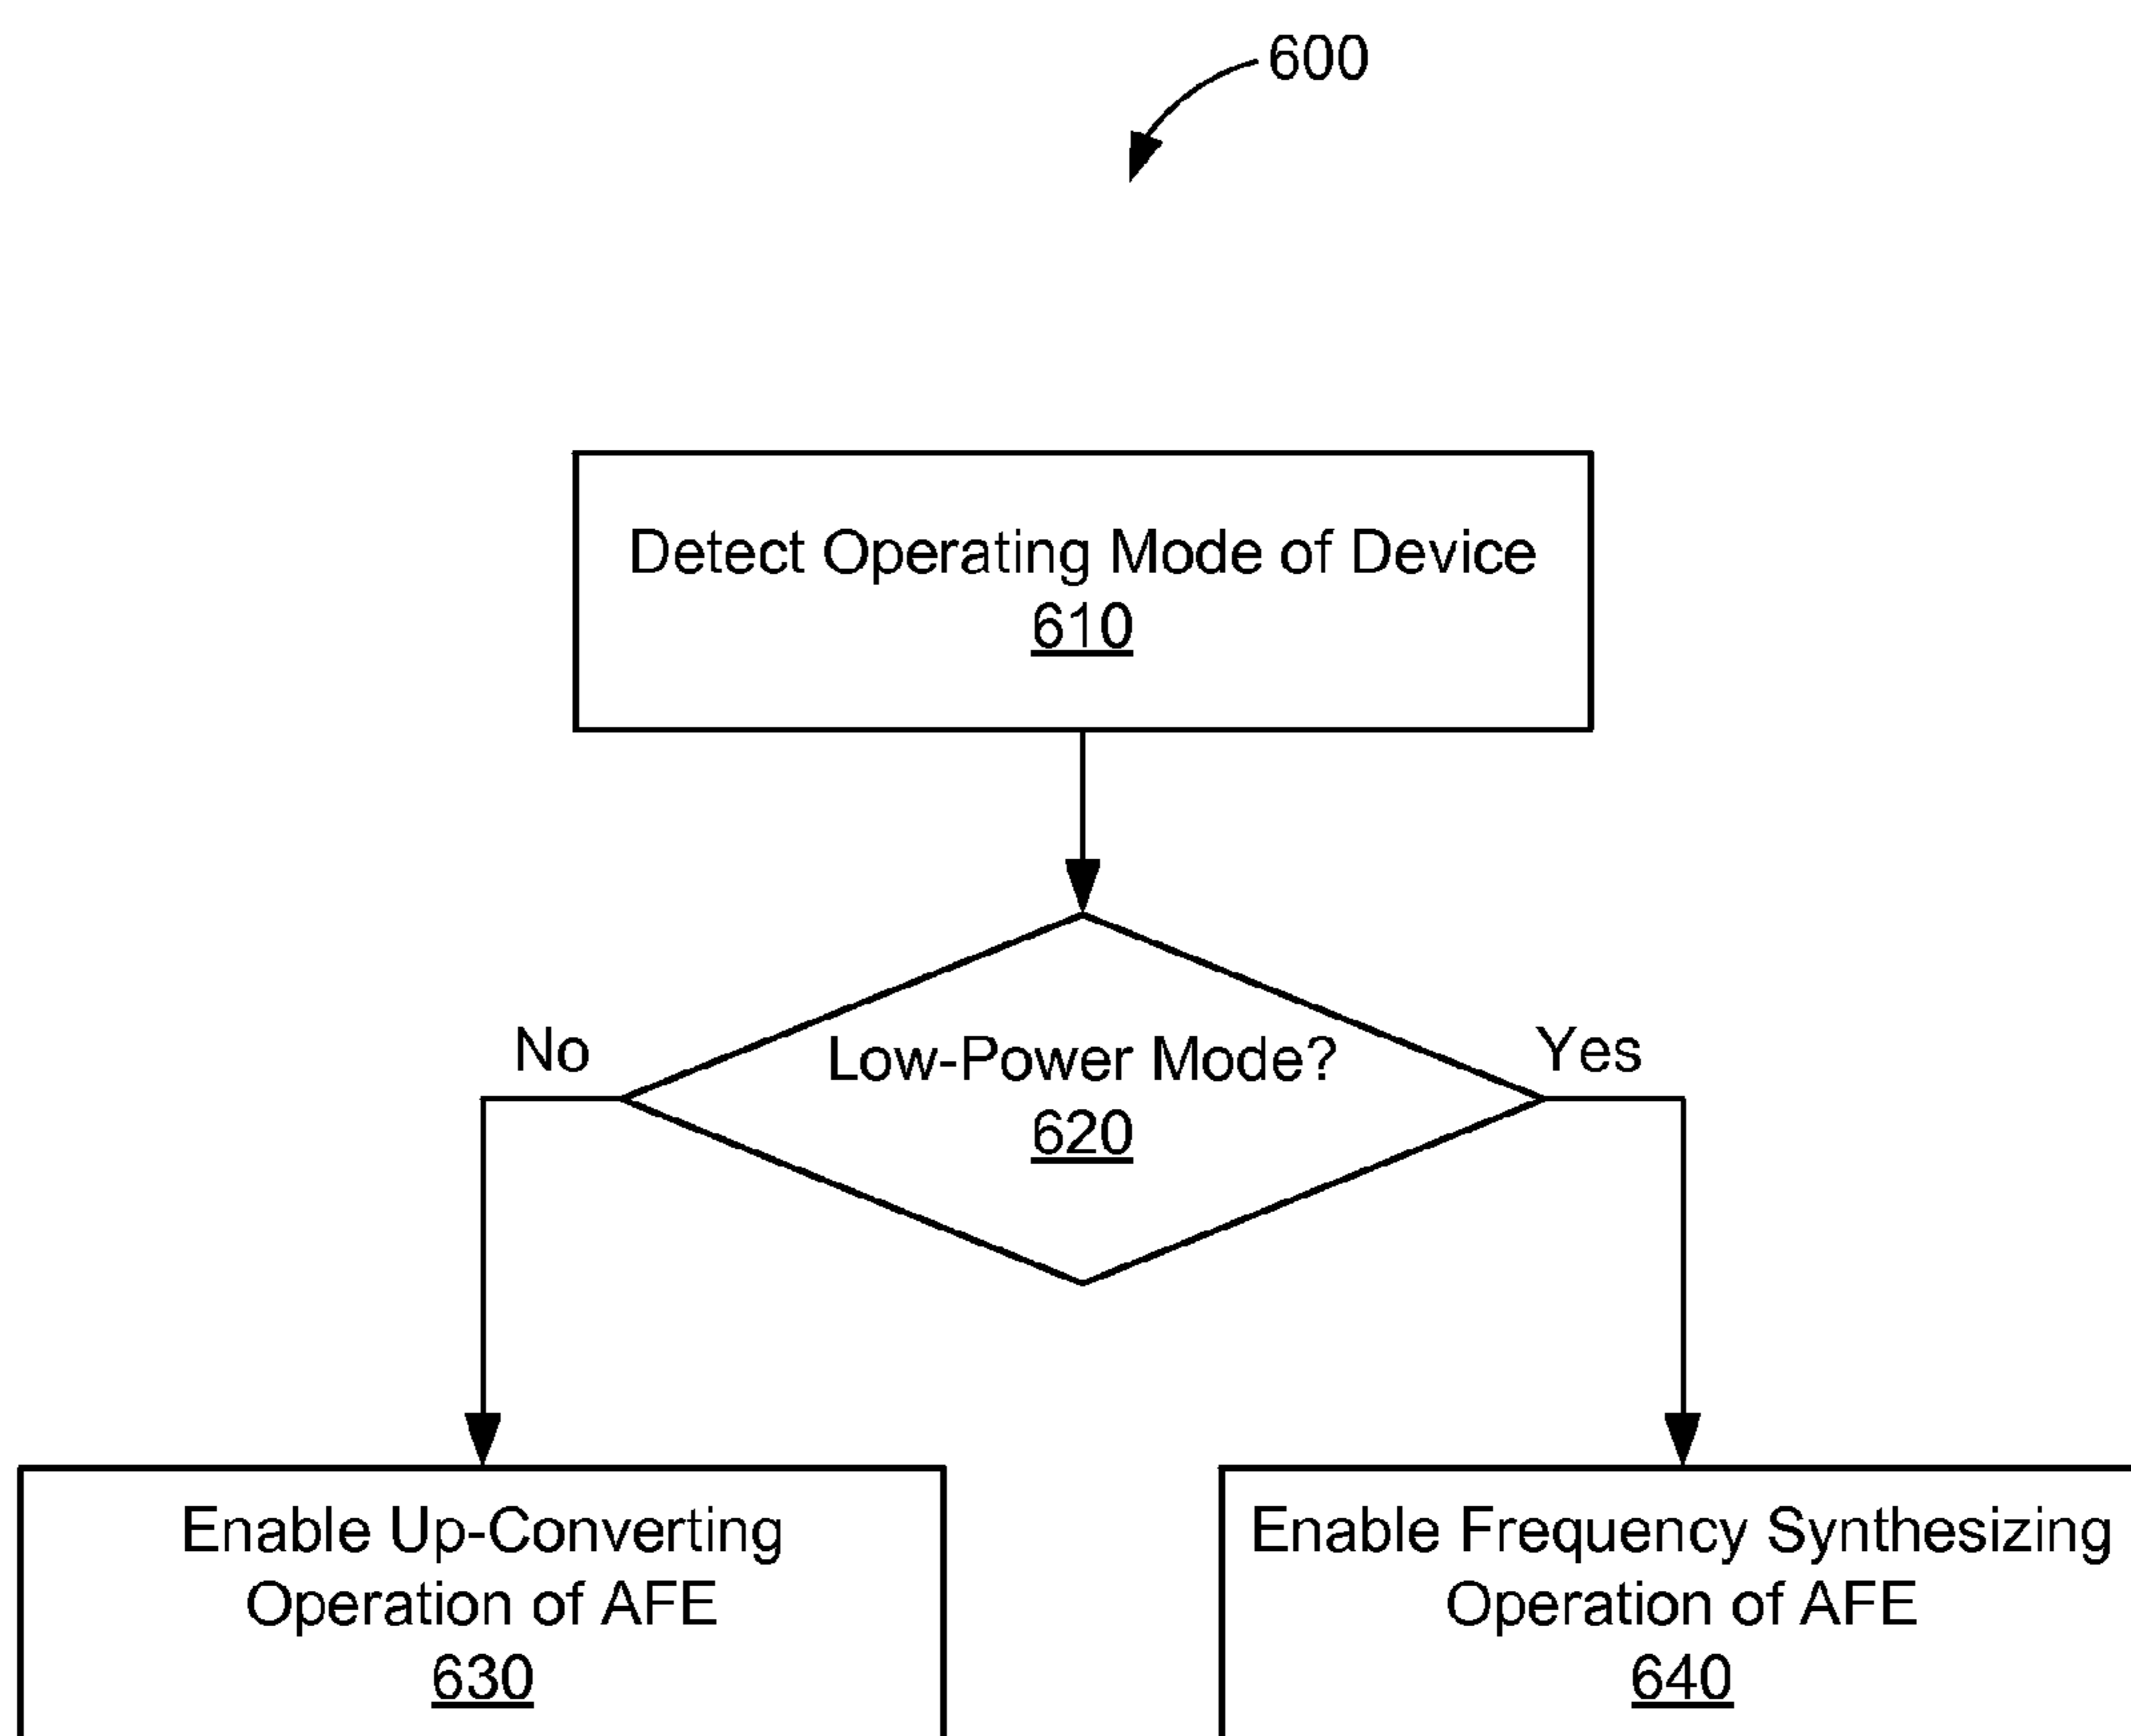 600
Detect Operating Mode of Device
610
No
Low-Power Mode?
Yes
620
Enable Up-Converting
Operation of AFE
630
Enable Frequency Synthesizing
Operation of AFE
640